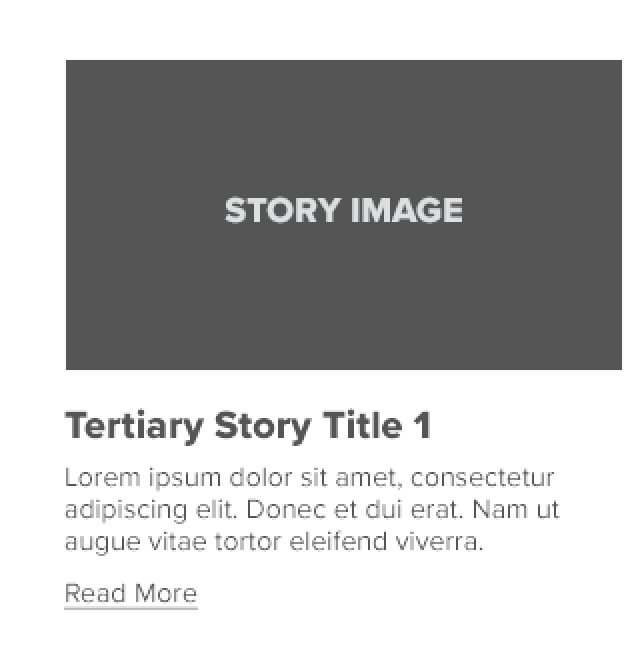 STORY IMAGE
Tertiary Story Title 1
Lorem ipsum dolor sit amet, consectetur
adipiscing elit. Donec et dui erat. Nam ut
augue vitae tortor eleifend viverra.
Read More